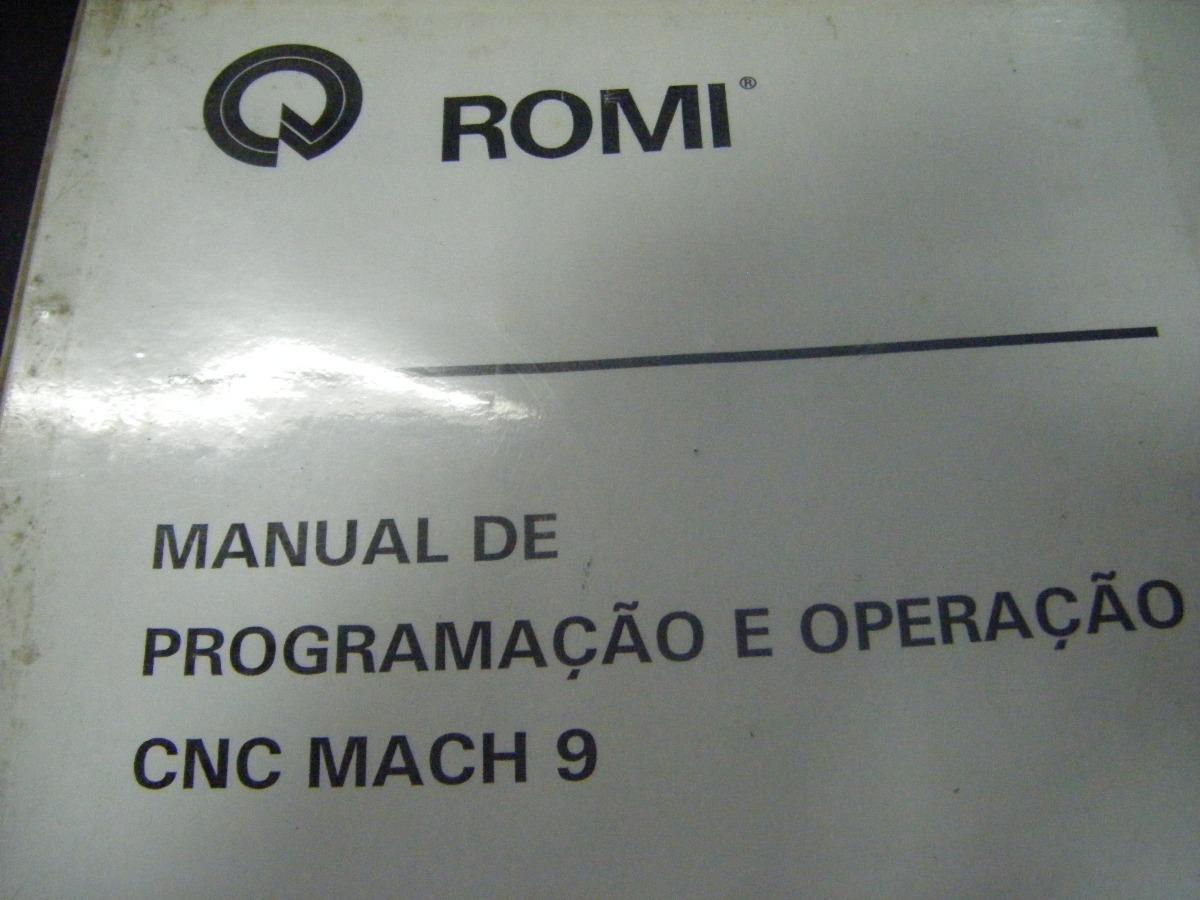 ROMI®
MANUAL DE
PROGRAMAÇÃO E OPERAÇÃO
CNC MACH 9